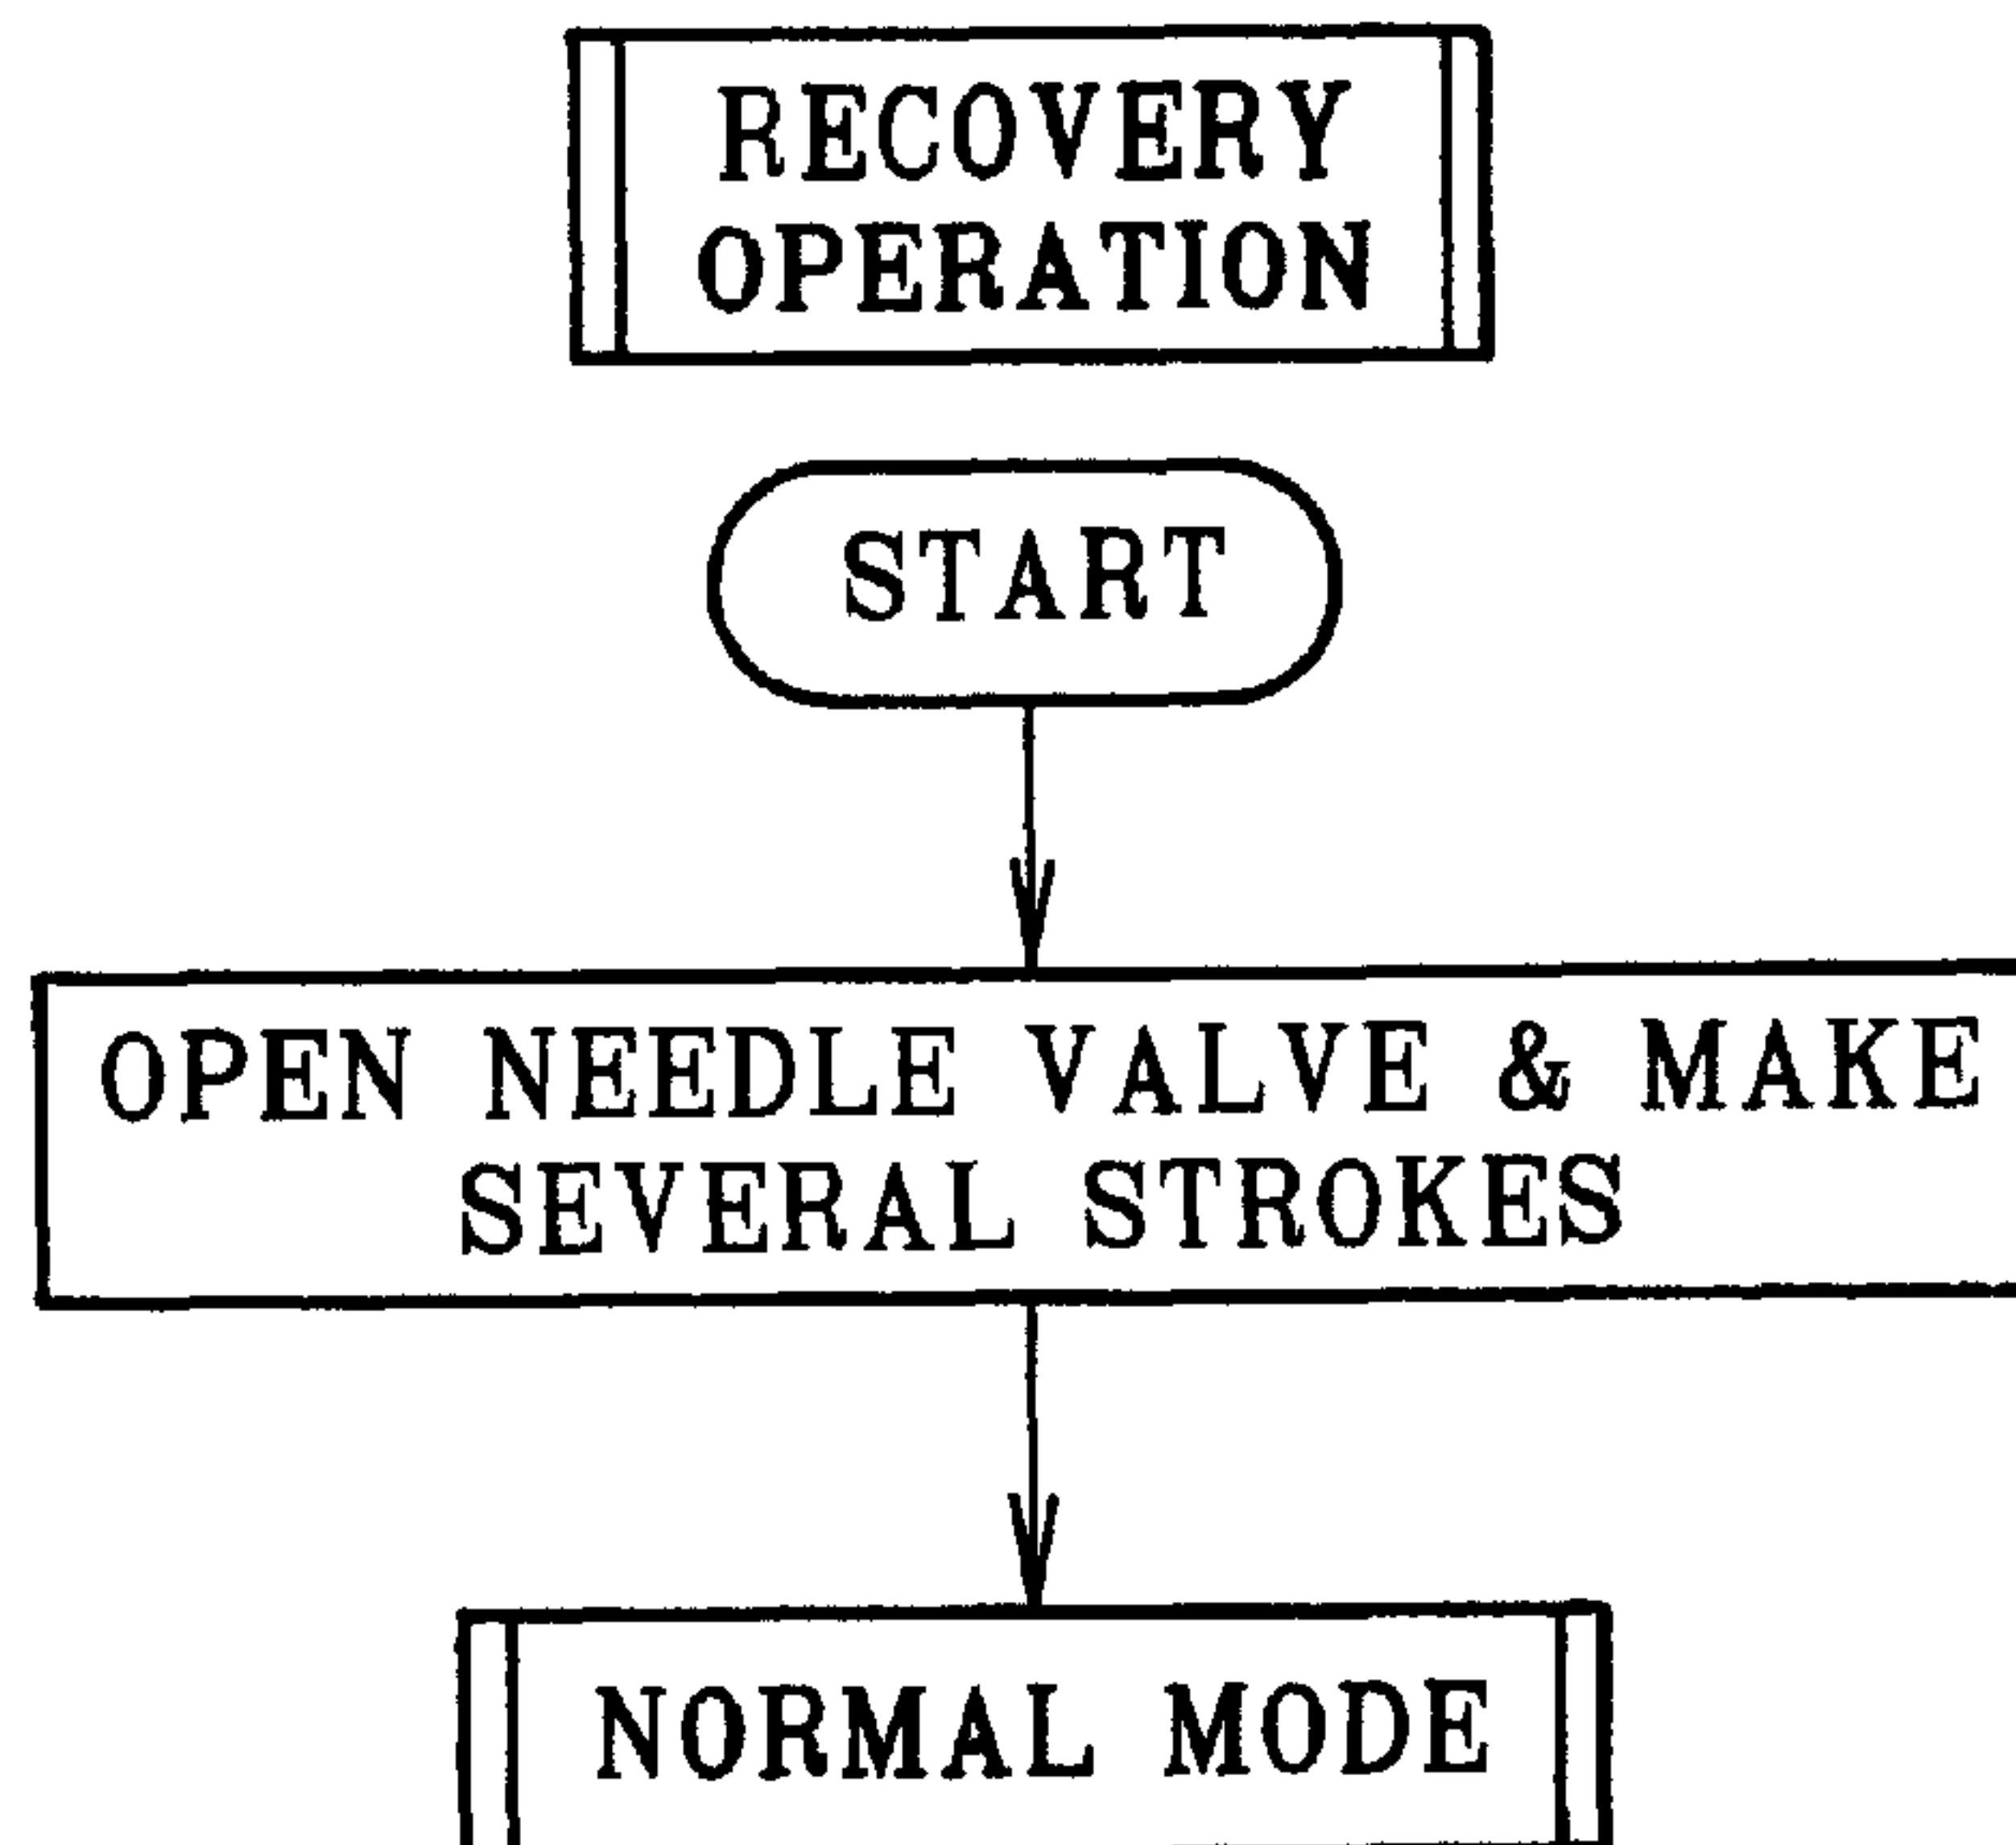 RECOVERY
OPERATION
START
OPEN NEEDLE VALVE & MAKE
SEVERAL STROKES
NORMAL MODE